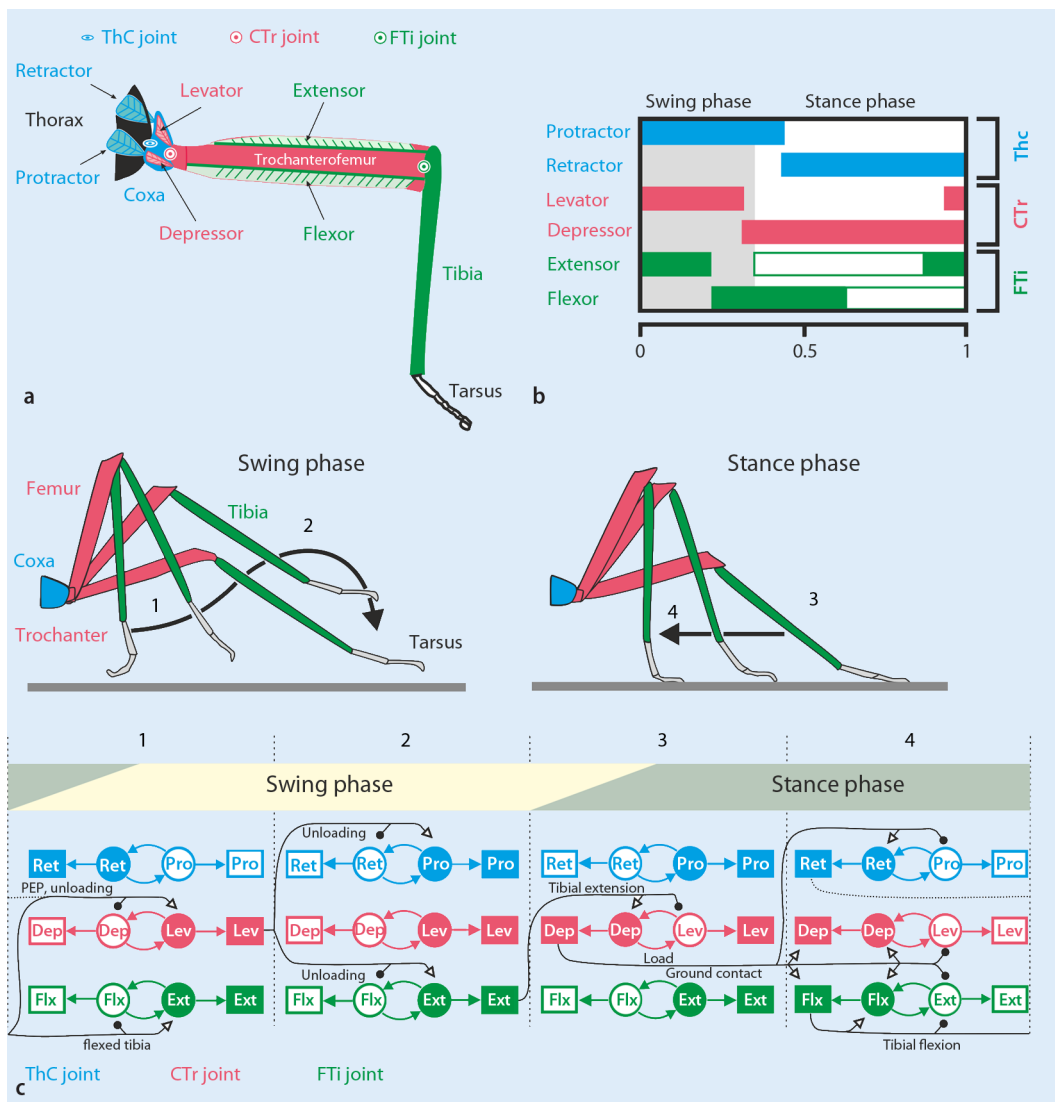 ThC joint
CTr joint
FTi joint
Retractor
Levator
Extensor
Thorax
Trochanterofemur
Protractor
Coxa
Depressor
Flexor
Tibia
Tarsus
a
Swing phase
Stance phase
Protractor
Retractor
Levator
Depressor
Extensor
Flexor
Thc
CTr
FTi
0
0.5
1
b
Swing phase
Femur
Tibia
2
Coxa
1
Trochanter
Tarsus
Stance phase
3
4
1
2
3
4
Swing phase
Stance phase
Unloading
Ret Ret Pro Pro
Ret Ret Pro Pro
Ret Ret Pro Pro
Ret Ret Pro Pro
PEP, unloading
Tibial extension
Dep Dep Lev Lev
Dep Dep Lev Lev
Dep Dep Lev Lev
Dep Dep Lev Lev
Load
Unloading
Ground contact
Flx Flx Ext Ext
Flx Flx Ext Ext
Flx Flx Ext Ext
Flx Flx Ext Ext
flexed tibia
Tibial flexion
ThC joint
CTr joint
FTi joint
c